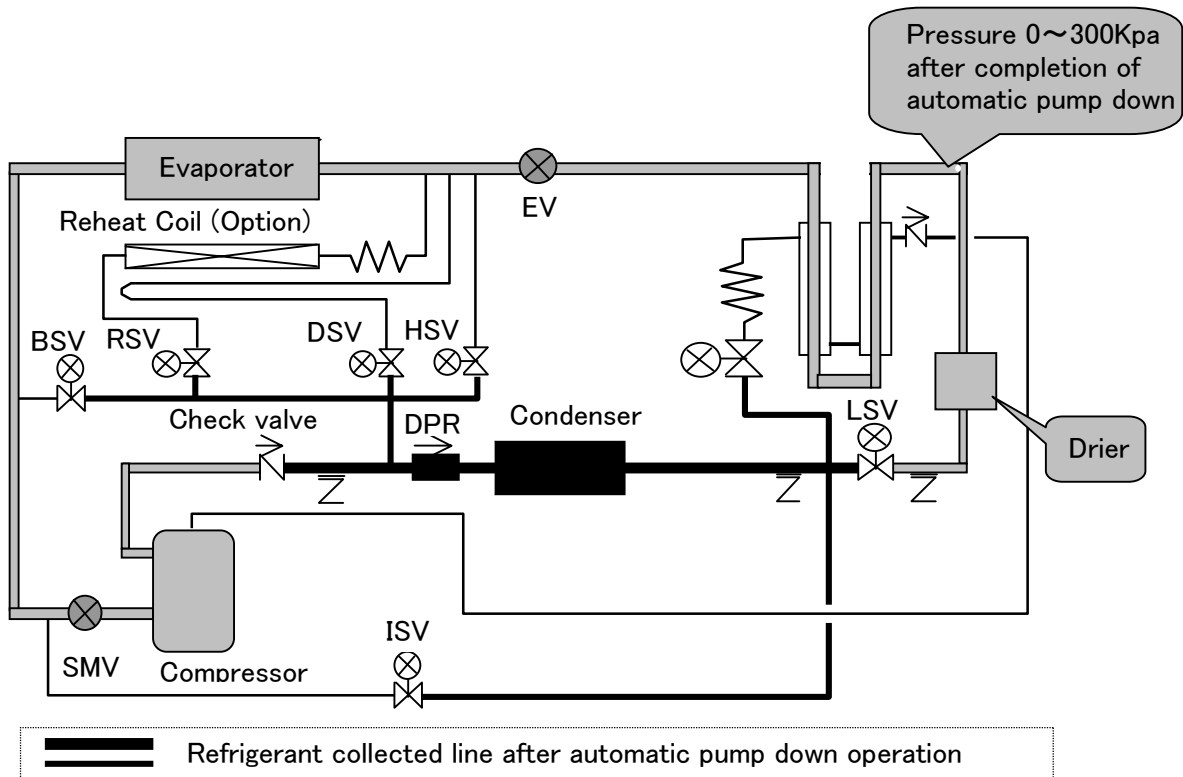 Pressure 0～300Kpa
after completion of
automatic pump down
Evaporator
EV
Reheat Coil (Option)
BSV
RSV
DSV
HSV
Check valve
DPR
Condenser
LSV
Drier
ISV
SMV
Compressor
Refrigerant collected line after automatic pump down operation